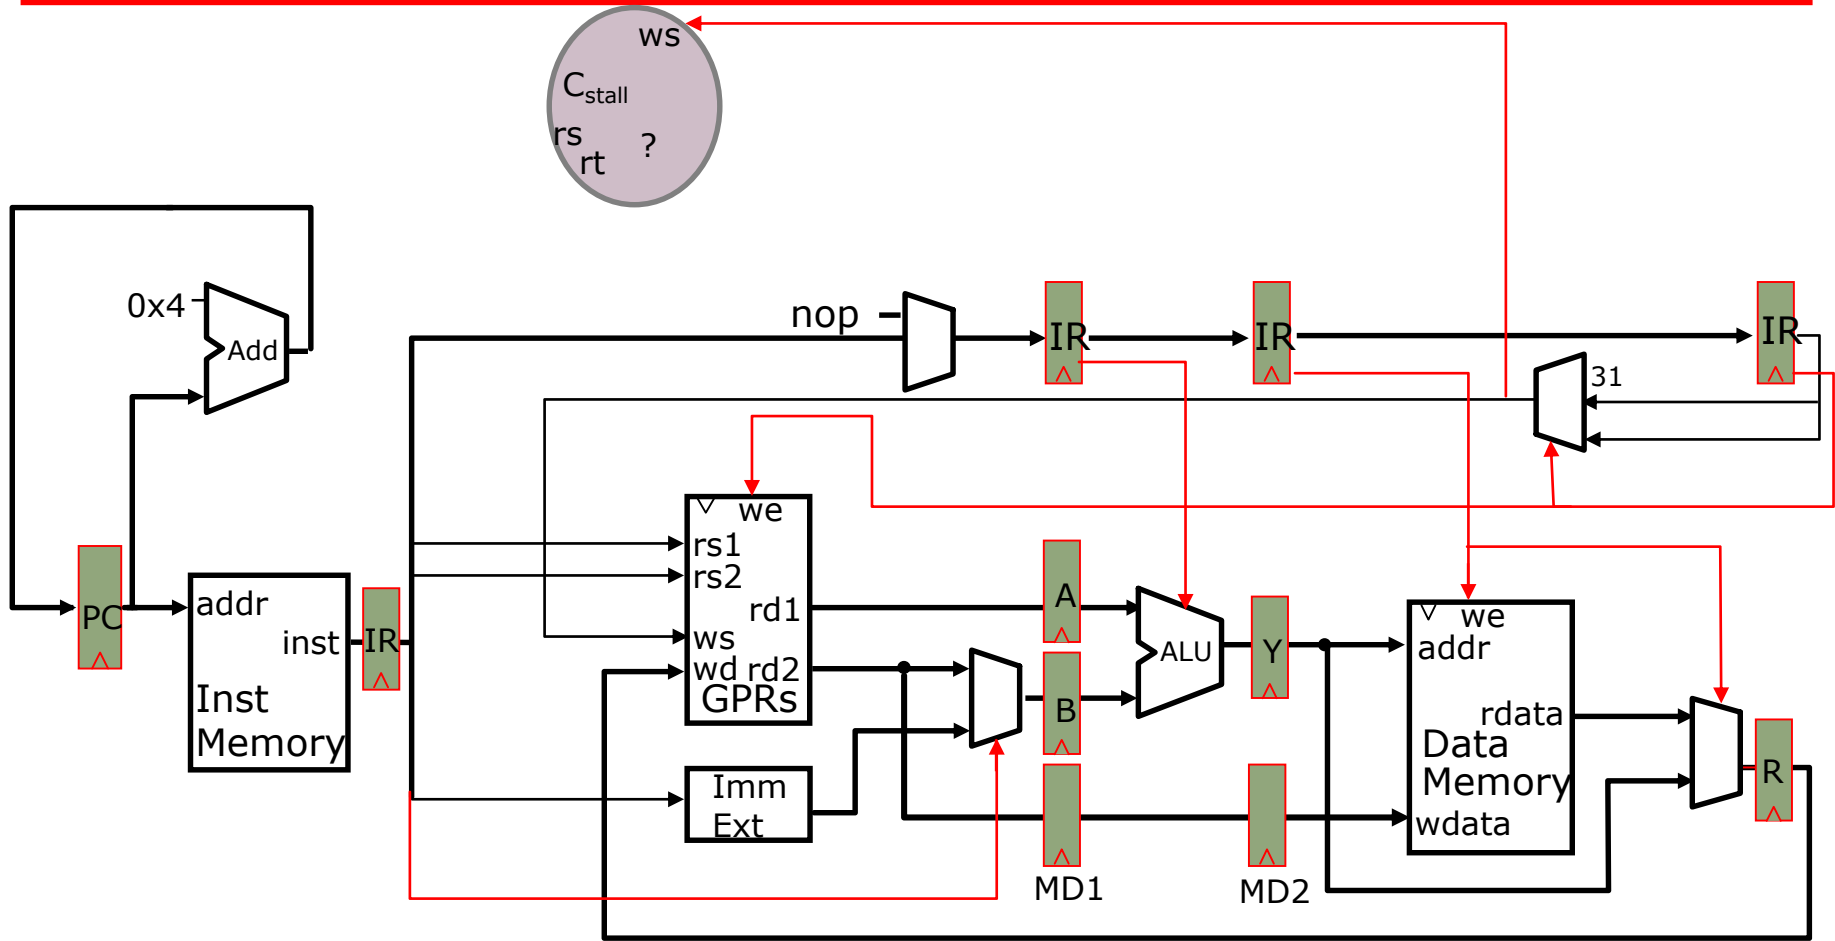 ws
C stall
rs
rt
?
0x4
Add
nop
IR
IR
IR
31
we
rs1
rs2
rd1
ws
wd rd2
GPRs
PC
addr
inst
Inst
Memory
IR
A
B
ALU
Y
we
addr
rdata
Data
Memory
wdata
R
Imm
Ext
MD1
MD2